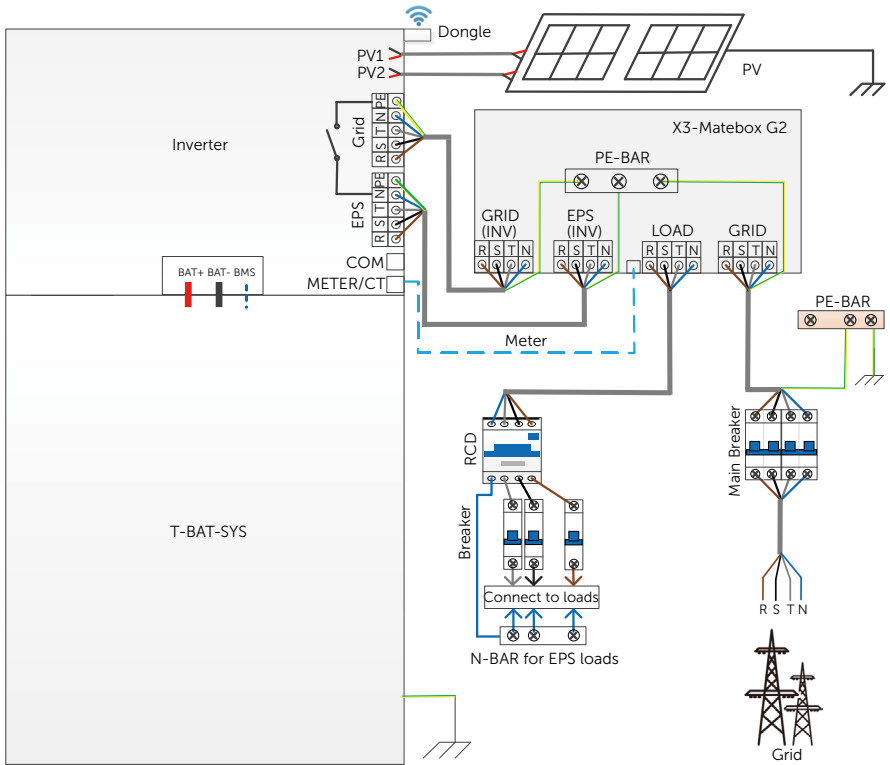 Dongle
PV1
PV2
PV
Inverter
Grid
R S T N PE
EPS
R S T N PE
X3-Matebox G2
PE-BAR
GRID
(INV)
R S T N
EPS
(INV)
R S T N
LOAD
R S T N
GRID
R S T N
COM
METER/CT
BAT+ BAT- BMS
Meter
PE-BAR
RCD
Main Breaker
Breaker
T-BAT-SYS
Connect to loads
N-BAR for EPS loads
R S T N
Grid